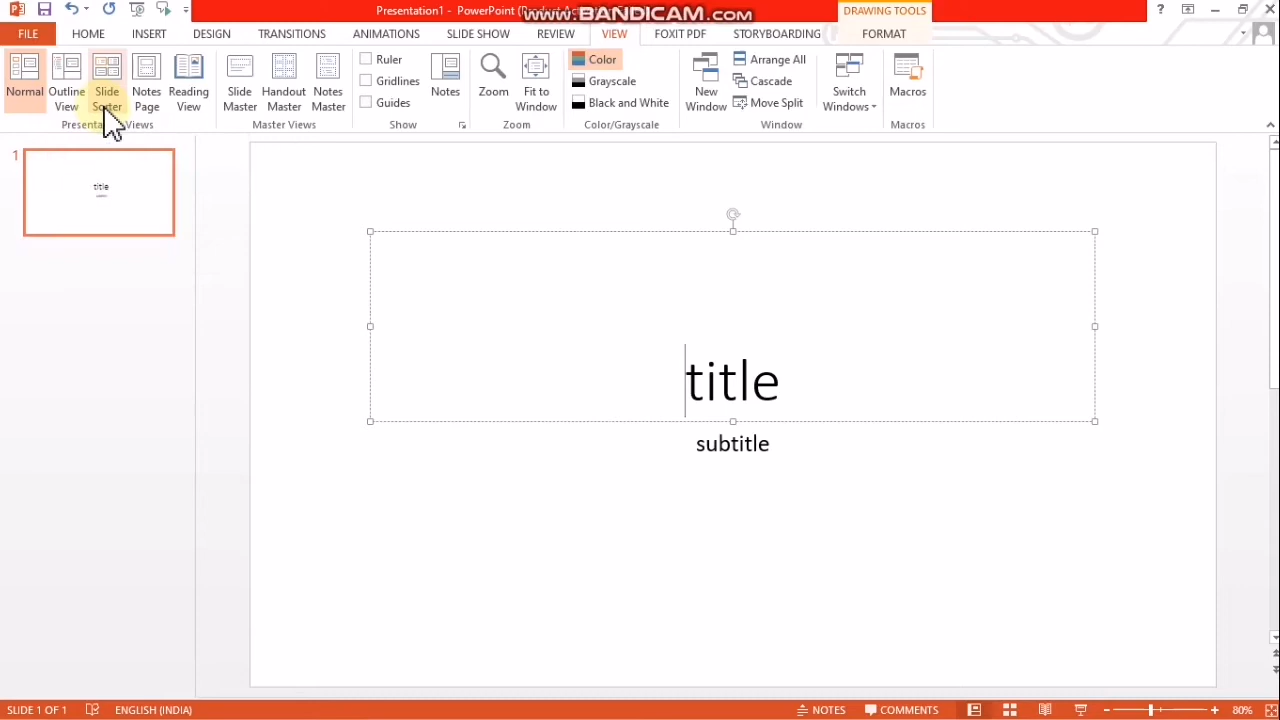 Presentation1 - PowerPoint (Product Activation
www.BANDICAM.com
DRAWING TOOLS
FILE HOME INSERT DESIGN TRANSITIONS ANIMATIONS SLIDE SHOW REVIEW VIEW FOXIT PDF STORYBOARDING FORMAT
Normal
Outline View
Slide Sorter
Notes Page
Reading View
Presentation Views
Slide Master
Handout Master
Notes Master
Master Views
Ruler
Gridlines
Guides
Show
Notes
Zoom
Fit to Window
Zoom
Color
Grayscale
Black and White
Color/Grayscale
New Window
Arrange All
Cascade
Move Split
Window
Switch Windows
Macros
Macros
1
title
title
subtitle
SLIDE 1 OF 1 ENGLISH (INDIA) NOTES COMMENTS 80%